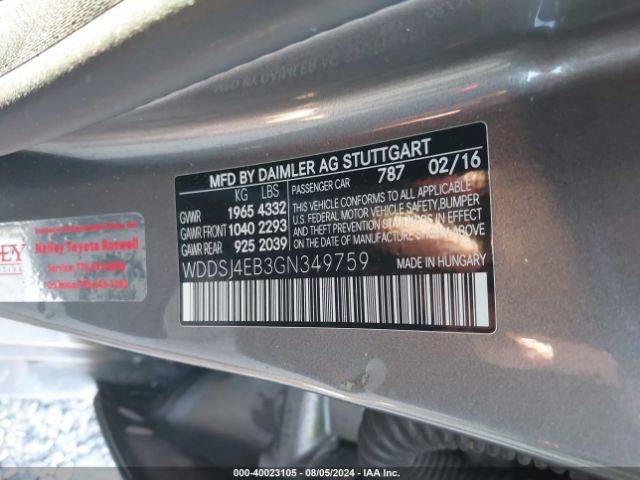 MFD BY DAIMLER AG STUTTGART
KG LBS
GVWR 1965 4332
GAWR FRONT 1040 2293
GAWR REAR 925 2039
PASSENGER CAR 787 02/16
THIS VEHICLE CONFORMS TO ALL APPLICABLE
U.S. FEDERAL MOTOR VEHICLE SAFETY,BUMPER
AND THEFT PREVENTION STANDARDS IN EFFECT
ON THE DATE OF MANUFACTURE SHOWN ABOVE.
WDDSJ4EB3GN349759
MADE IN HUNGARY
Nalley Toyota Roswell
000-40023105 - 08/05/2024 - IAA Inc.